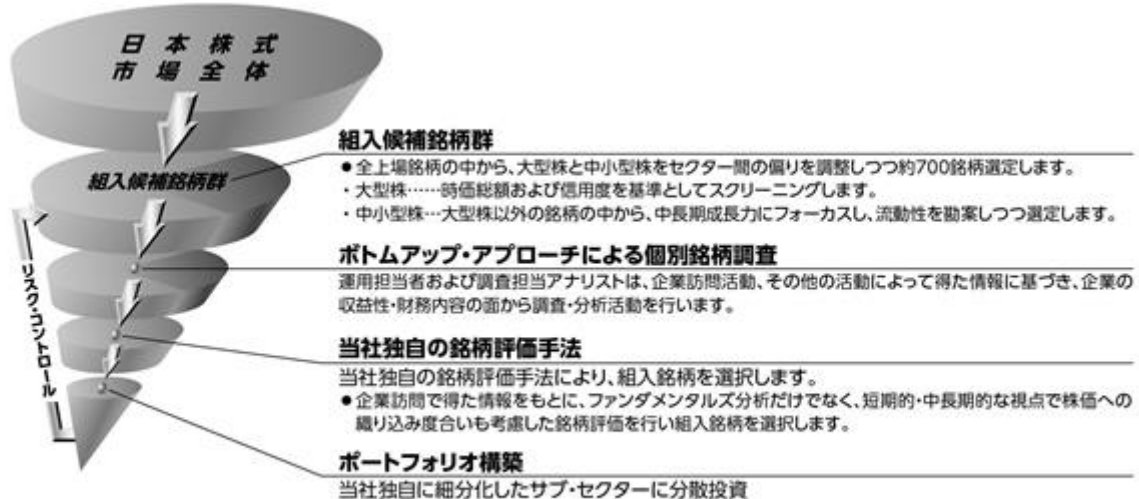 日本株式
市場全体
組入候補銘柄群
●全上場銘柄の中から、大型株と中小型株をセクター間の偏りを調整しつつ約700銘柄選定します。
・大型株……時価総額および信用度を基準としてスクリーニングします。
・中小型株…大型株以外の銘柄の中から、中長期成長力にフォーカスし、流動性を勘案しつつ選定します。
組入候補銘柄群
ボトムアップ・アプローチによる個別銘柄調査
運用担当者および調査担当アナリストは、企業訪問活動、その他の活動によって得た情報に基づき、企業の
収益性・財務内容の面から調査・分析活動を行います。
リスク・コントロール
当社独自の銘柄評価手法
当社独自の銘柄評価手法により、組入銘柄を選択します。
●企業訪問で得た情報をもとに、ファンダメンタルズ分析だけでなく、短期的・中長期的な視点で株価への
織り込み度合いも考慮した銘柄評価を行い組入銘柄を選択します。
ポートフォリオ構築
当社独自に細分化したサブ・セクターに分散投資